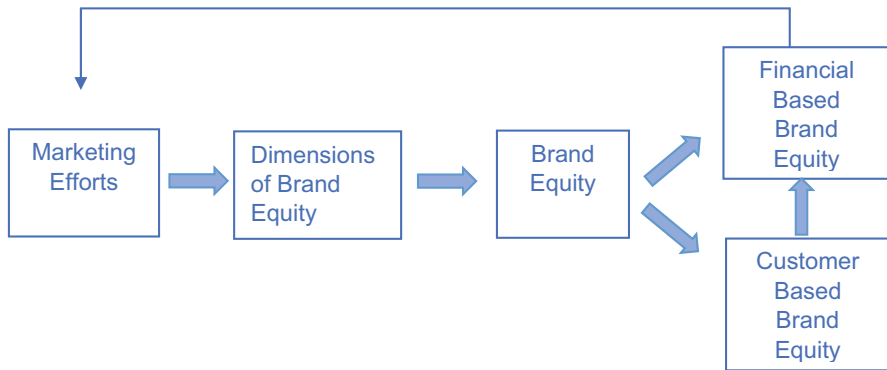 Marketing
Efforts
Dimensions
of Brand
Equity
Brand
Equity
Financial
Based
Brand
Equity
Customer
Based
Brand
Equity